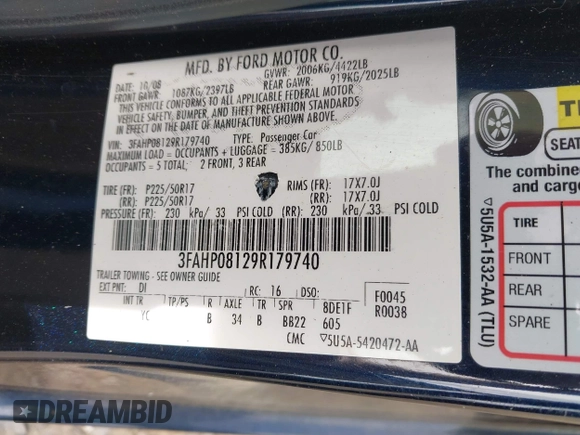 MFD. BY FORD MOTOR CO.
DATE: 10/08 GVWR: 2006KG/4422LB
FRONT GAWR: 1087KG/2397LB REAR GAWR: 919KG/2025LB
THIS VEHICLE CONFORMS TO ALL APPLICABLE FEDERAL MOTOR
VEHICLE SAFETY, BUMPER, AND THEFT PREVENTION STANDARDS
IN EFFECT ON THE DATE OF MANUFACTURE SHOWN ABOVE.
VIN: 3FAHP08129R179740 TYPE: Passenger Car
MAXIMUM LOAD = OCCUPANTS + LUGGAGE = 385KG/850LB
OCCUPANTS = 5 TOTAL; 2 FRONT, 3 REAR
TIRE (FR): P225/50R17 RIMS (FR): 17X7.0J
(RR): P225/50R17 (RR): 17X7.0J
PRESSURE (FR): 230 kPa/ 33 PSI COLD (RR): 230 kPa/ 33 PSI COLD
3FAHP08129R179740
TRAILER TOWING - SEE OWNER GUIDE
EXT PNT: DI RC: 16 DSO: F0045
INT TR TP/PS R AXLE TR SPR 8DE1F R0038
YC B 34 B BB22 605
CMC ▽5U5A-5420472-AA
SEAT
The combine
and cargo
TIRE
FRONT
REAR
SPARE
▽5U5A-1532-AA (TLU)
DREAMBID